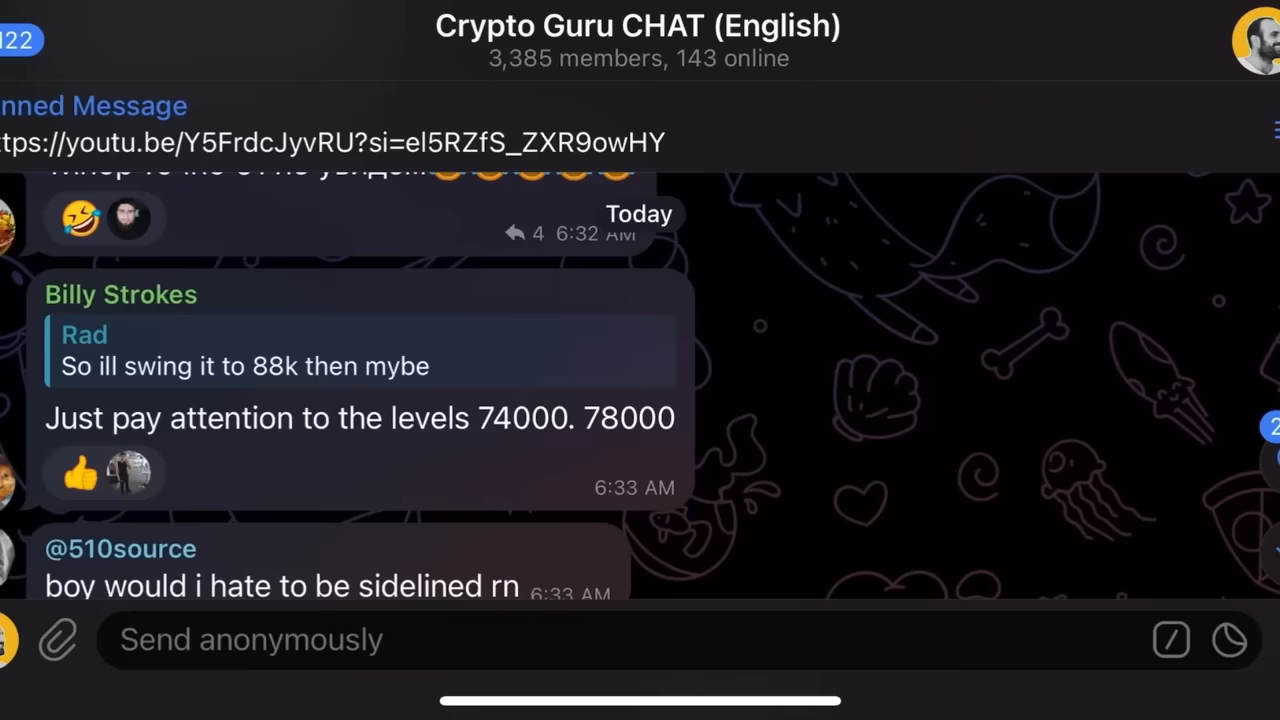 122
Crypto Guru CHAT (English)
3,385 members, 143 online
nned Message
ttps://youtu.be/Y5FrdcJyvRU?si=el5RZfS_ZXR9owHY
Today
4 6:32 AM
Billy Strokes
Rad
So ill swing it to 88k then mybe
Just pay attention to the levels 74000. 78000
6:33 AM
@510source
boy would i hate to be sidelined rn 6:33 AM
Send anonymously